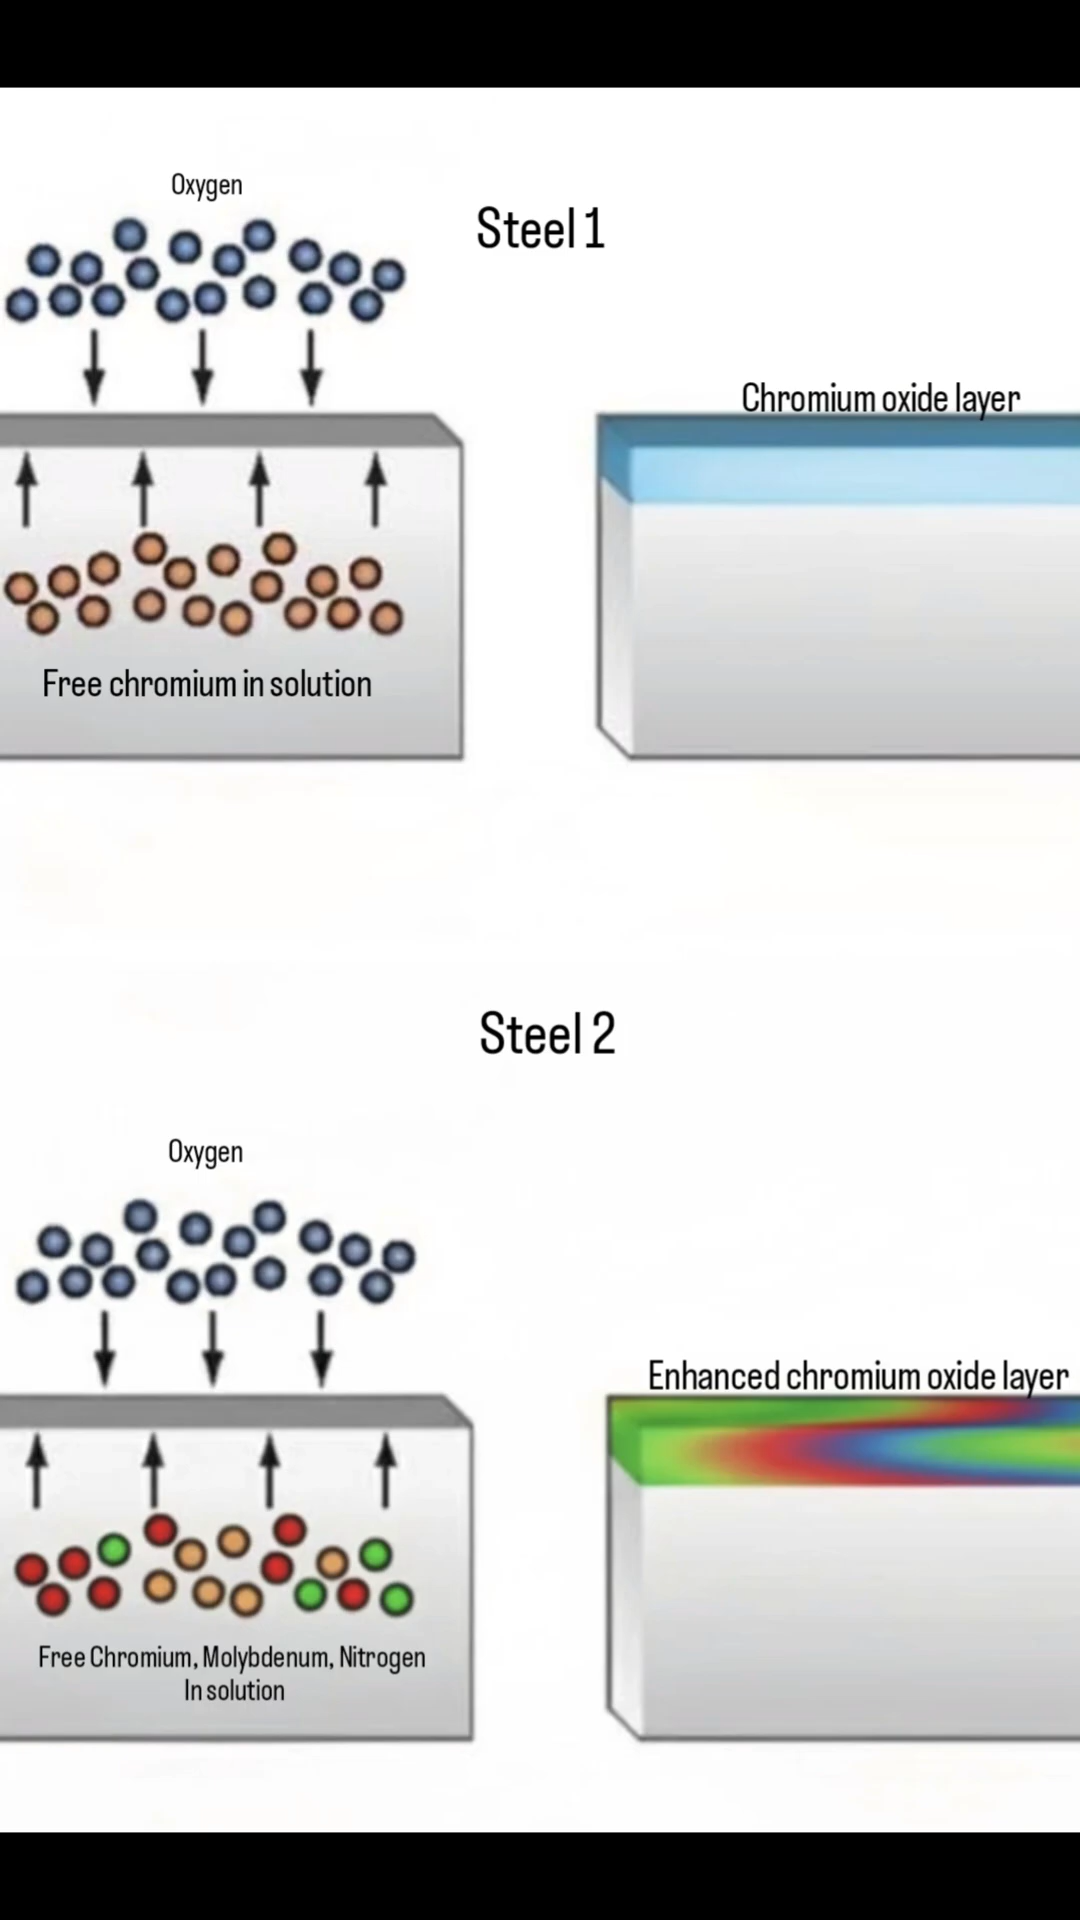 Oxygen
Steel 1
Chromium oxide layer
Free chromium in solution
Steel 2
Oxygen
Enhanced chromium oxide layer
Free Chromium, Molybdenum, Nitrogen
In solution